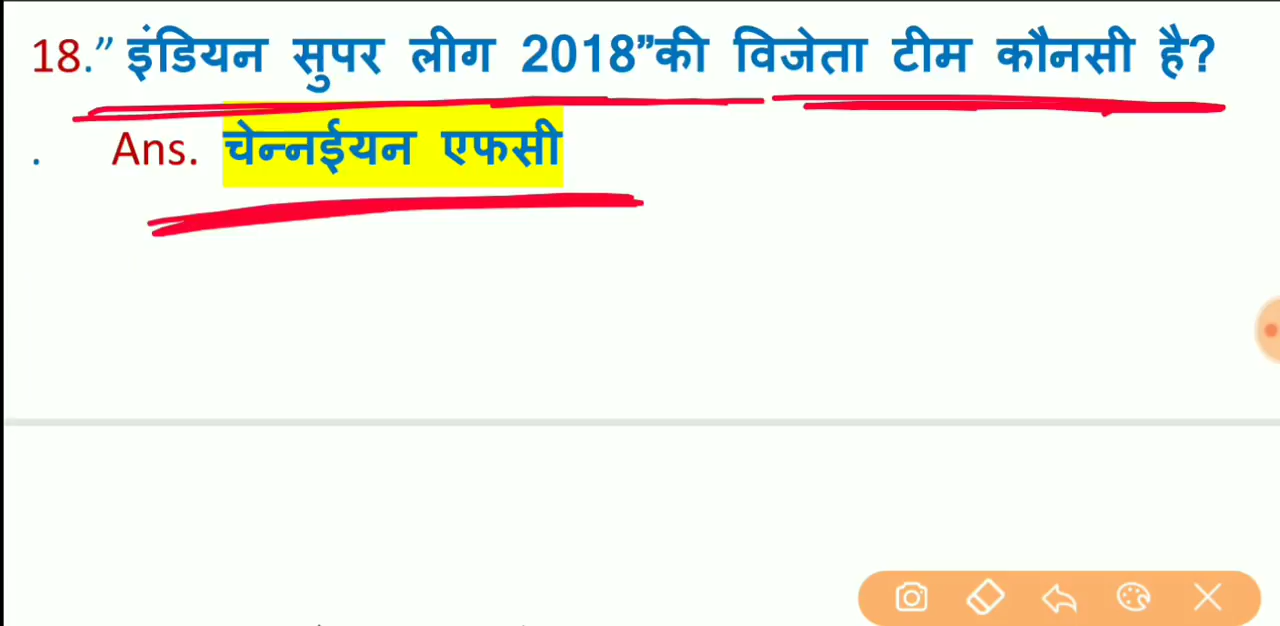 18.” इंडियन सुपर लीग 2018”की विजेता टीम कौनसी है?
. Ans. चेन्नईयन एफसी